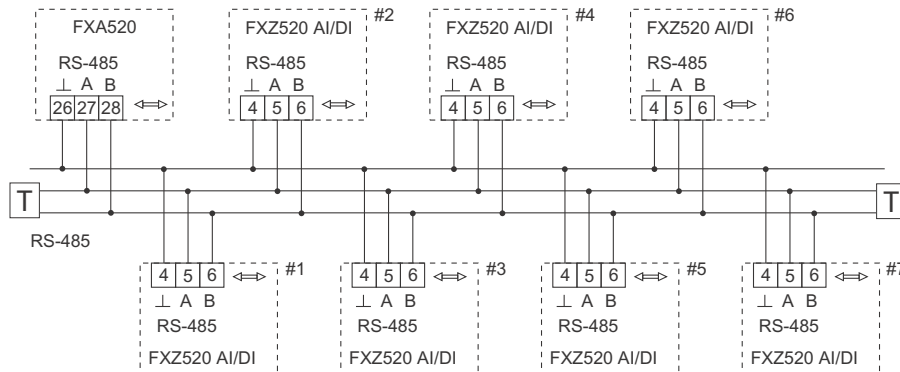 FXA520
RS-485
⊥ A B
26 27 28
FXZ520 AI/DI #2
RS-485
⊥ A B
4 5 6
FXZ520 AI/DI #4
RS-485
⊥ A B
4 5 6
FXZ520 AI/DI #6
RS-485
⊥ A B
4 5 6
T
T
RS-485
4 5 6 #1
⊥ A B
RS-485
FXZ520 AI/DI
4 5 6 #3
⊥ A B
RS-485
FXZ520 AI/DI
4 5 6 #5
⊥ A B
RS-485
FXZ520 AI/DI
4 5 6 #7
⊥ A B
RS-485
FXZ520 AI/DI